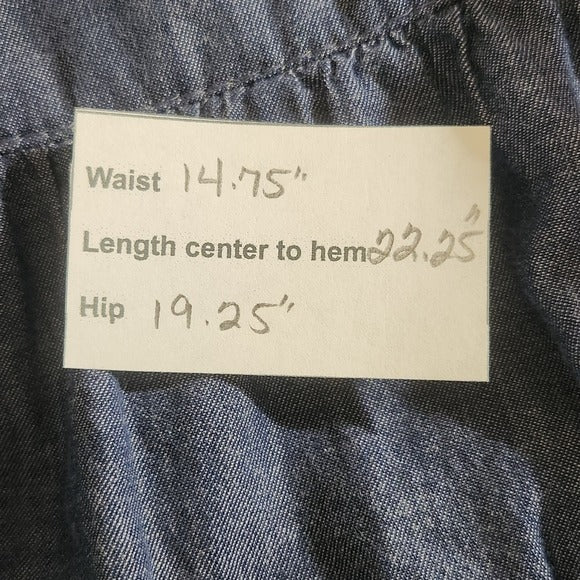 Waist 14.75"
Length center to hem 22.25"
Hip 19.25"